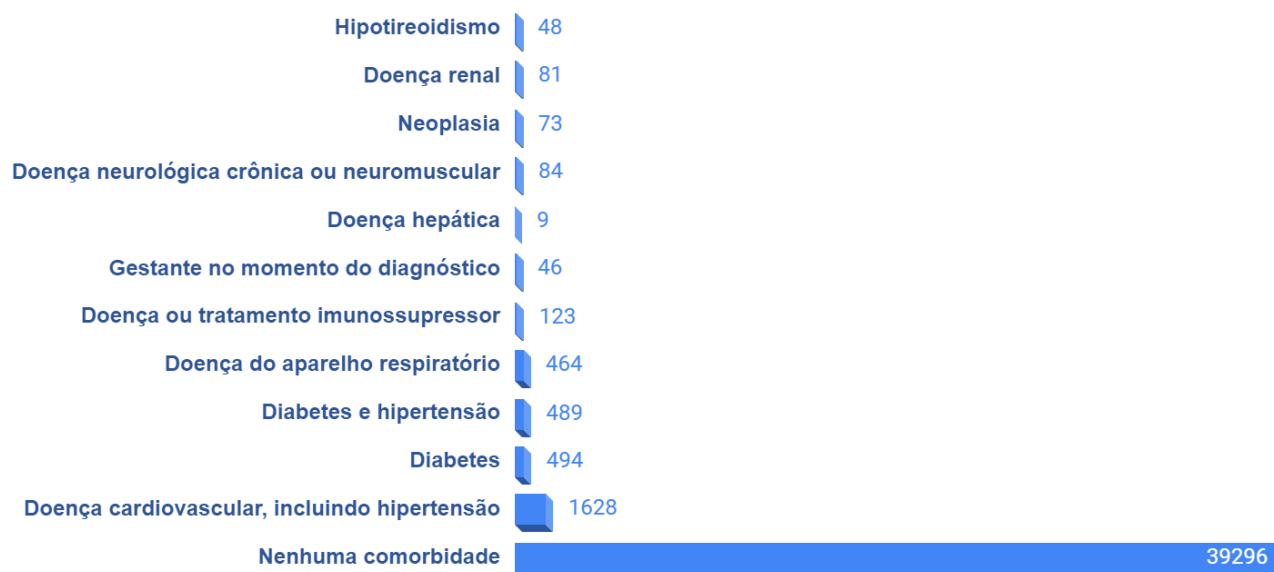 Hipotireoidismo 48
Doença renal 81
Neoplasia 73
Doença neurológica crônica ou neuromuscular 84
Doença hepática 9
Gestante no momento do diagnóstico 46
Doença ou tratamento imunossupressor 123
Doença do aparelho respiratório 464
Diabetes e hipertensão 489
Diabetes 494
Doença cardiovascular, incluindo hipertensão 1628
Nenhuma comorbidade 39296